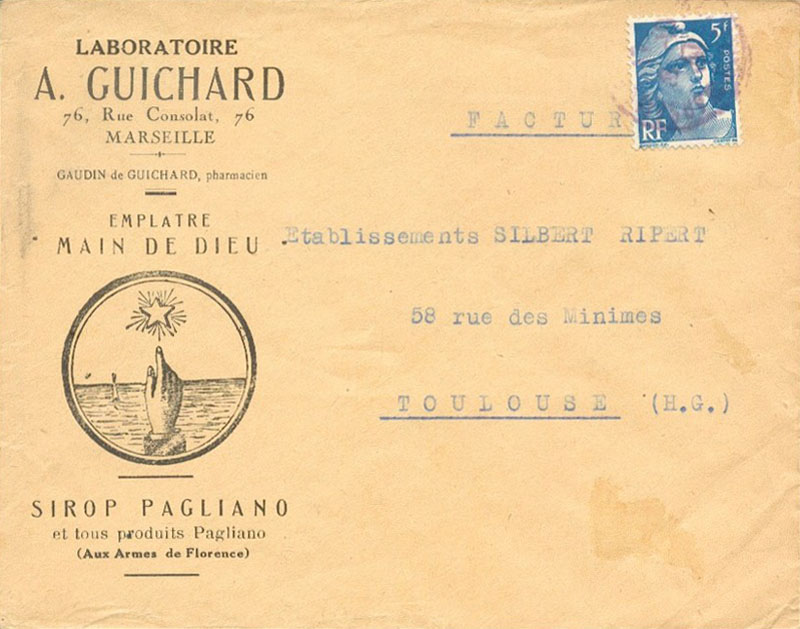 LABORATOIRE
A. GUICHARD
76, Rue Consolat, 76
MARSEILLE
GAUDIN de GUICHARD, pharmacien
EMPLATRE
MAIN DE DIEU
SIROP PAGLIANO
et tous produits Pagliano
(Aux Armes de Florence)
5F
POSTES
RF
FACTUR
Etablissements SILBERT RIPERT
58 rue des Minimes
TOULOUSE (H.G.)